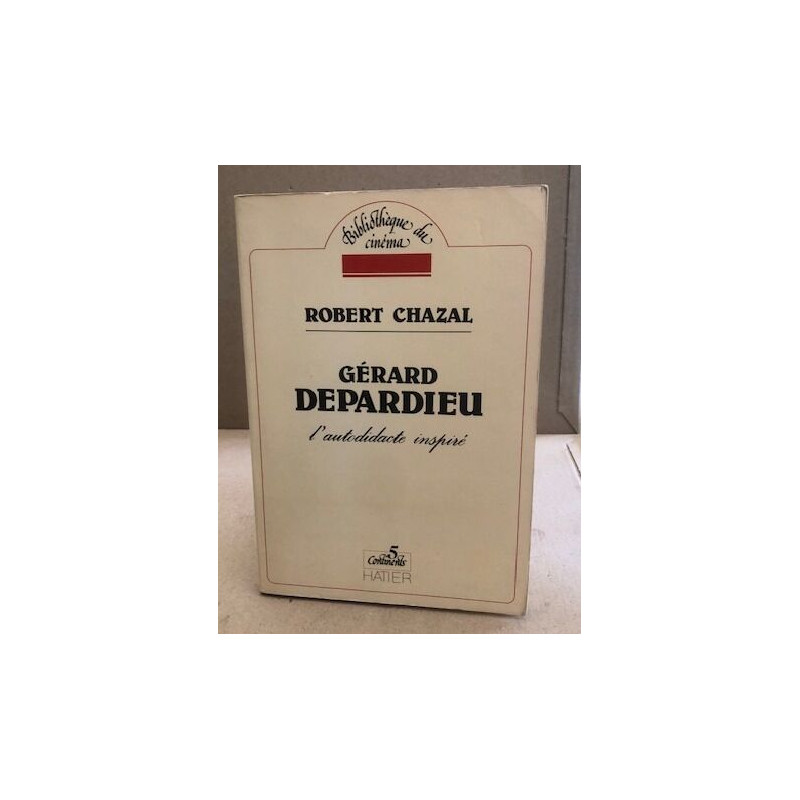 Bibliothèque du
cinéma
ROBERT CHAZAL
GÉRARD
DEPARDIEU
l'autodidacte inspiré
5
Continents
HATIER